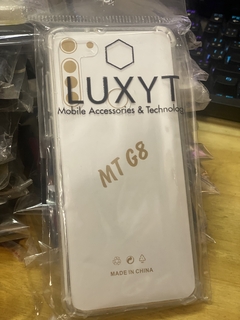 LUXYT
Mobile Accessories & Technolog
MT G8
MADE IN CHINA